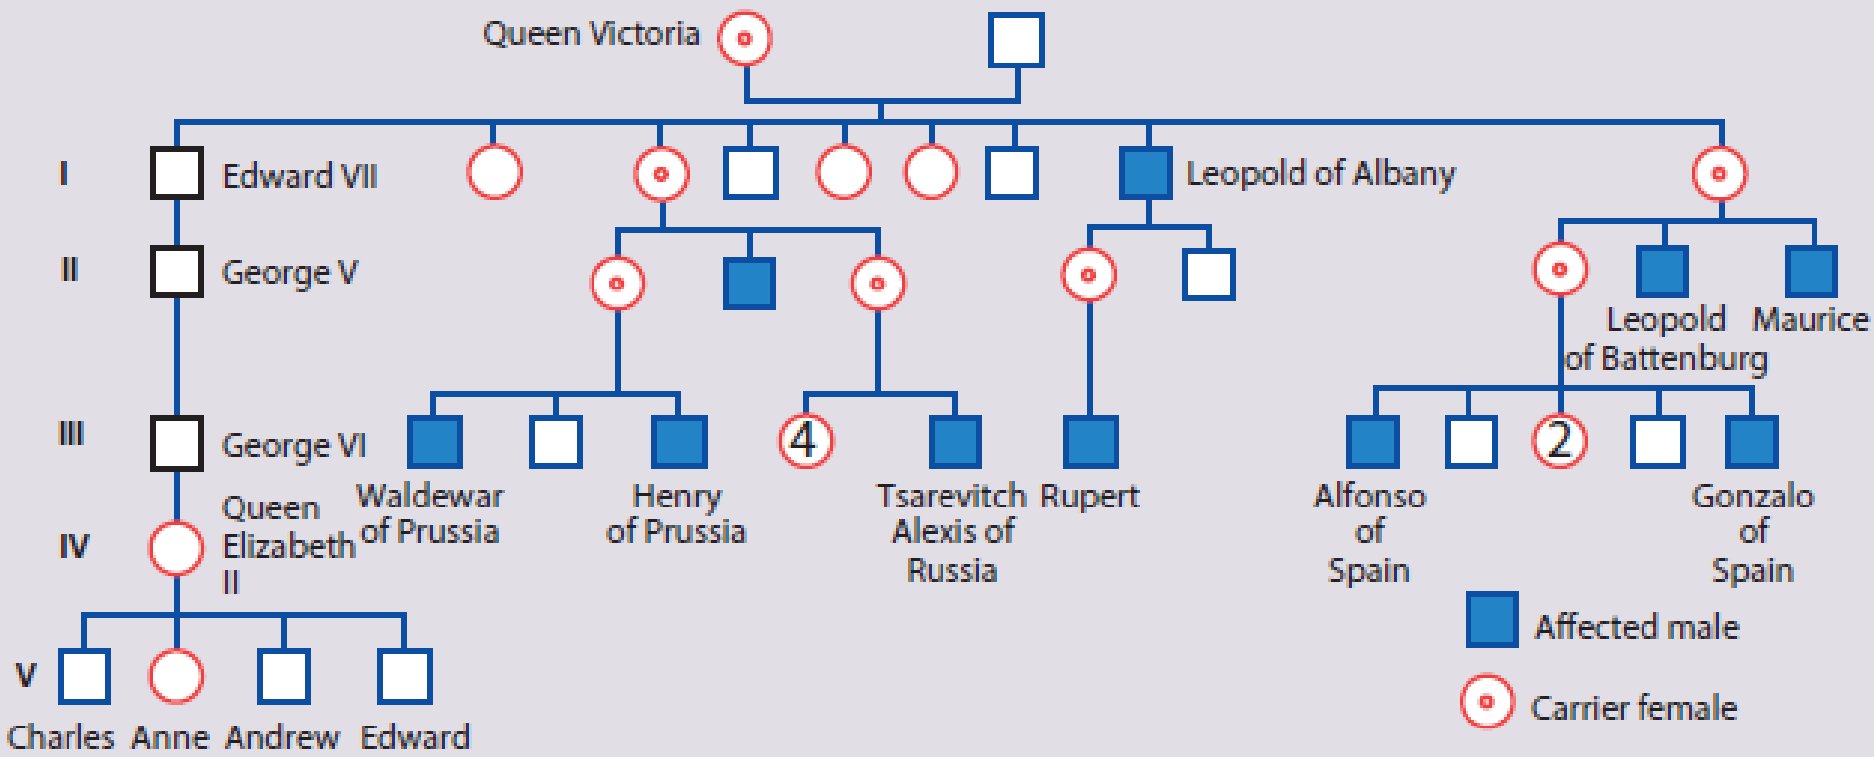 Queen Victoria
I
Edward VII
Leopold of Albany
II
George V
Leopold
of Battenburg
Maurice
III
George VI
4
2
Waldewar
of Prussia
Henry
of Prussia
Tsarevitch
Alexis of
Russia
Rupert
Alfonso
of
Spain
Gonzalo
of
Spain
IV
Queen
Elizabeth
II
Affected male
V
Carrier female
Charles
Anne
Andrew
Edward